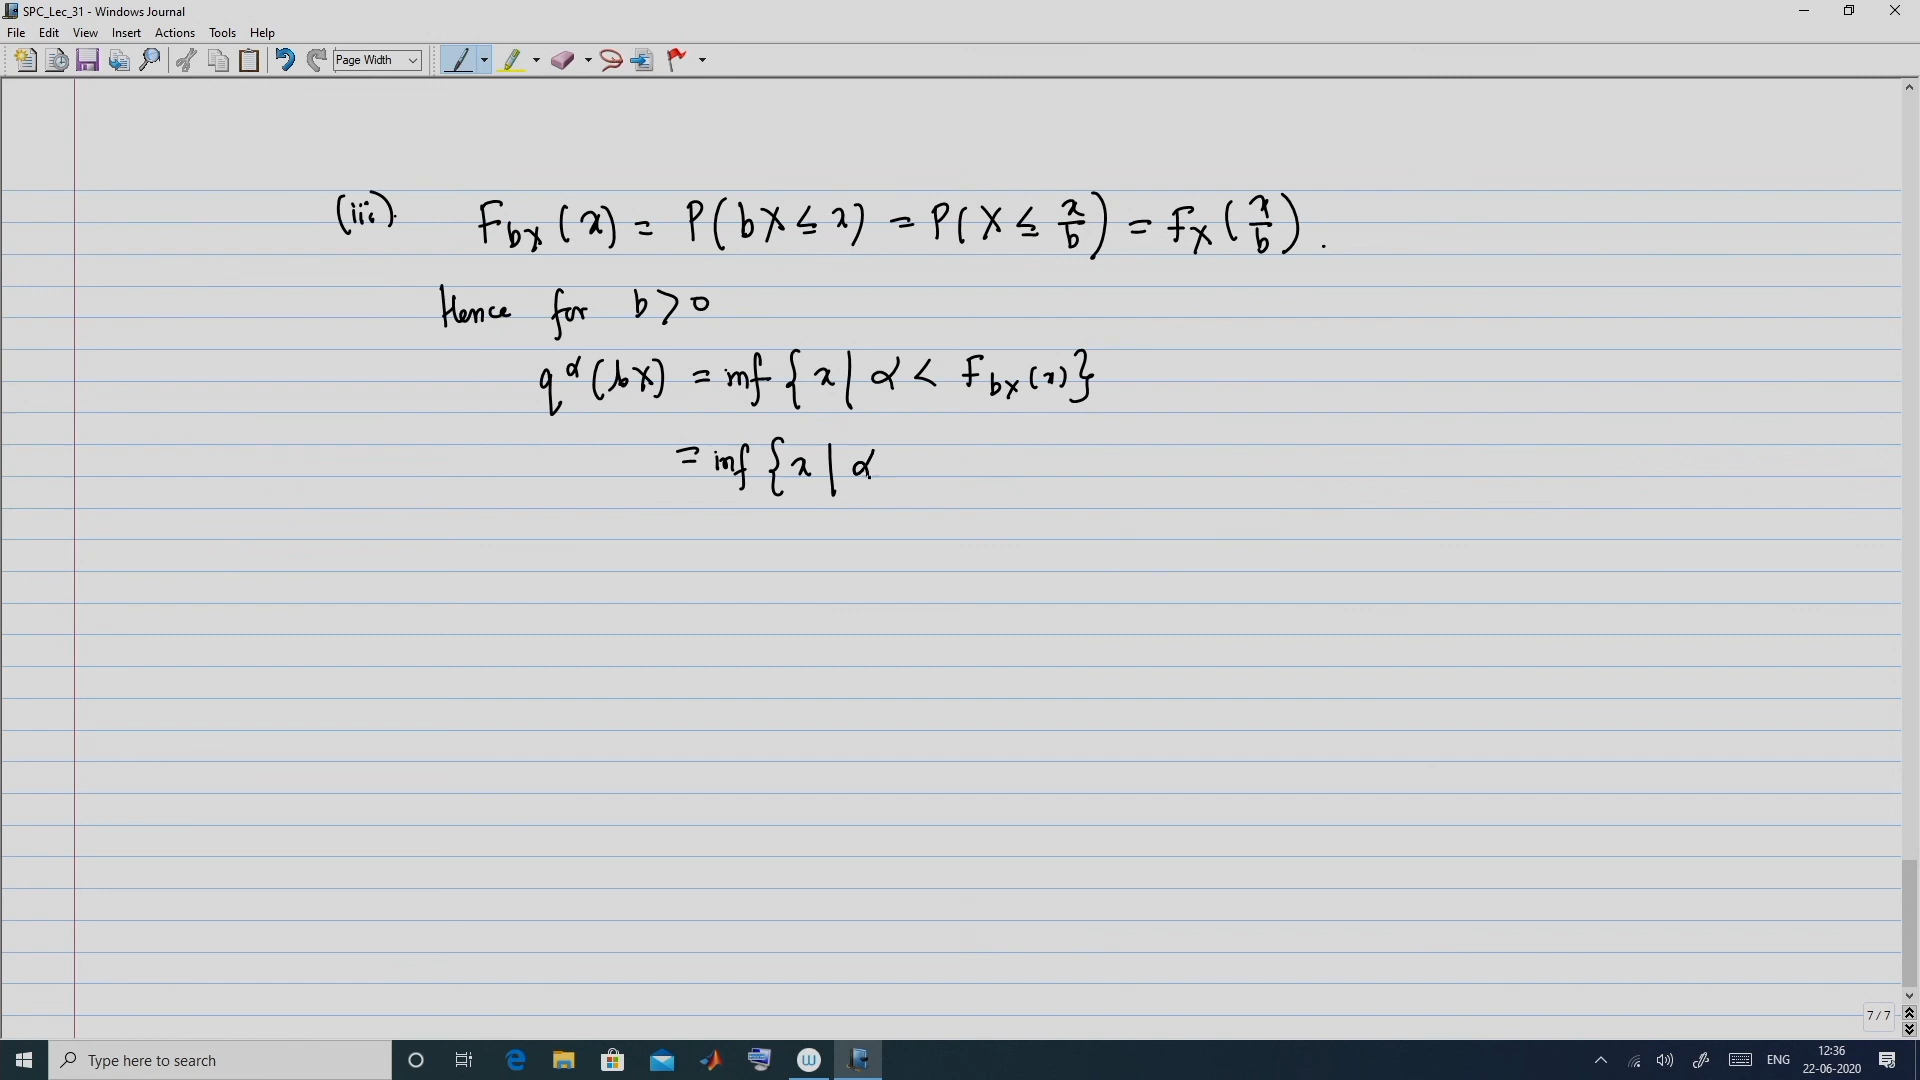 SPC_Lec_31 - Windows Journal
File Edit View Insert Actions Tools Help
Page Width
(iii). F_{bX}(x) = P(bX ≤ x) = P(X ≤ x/b) = F_X(x/b).
Hence for b > 0
q^α(bX) = inf { x | α < F_{bX}(x) }
= inf { x | α
7 / 7
Type here to search
ENG
12:36
22-06-2020